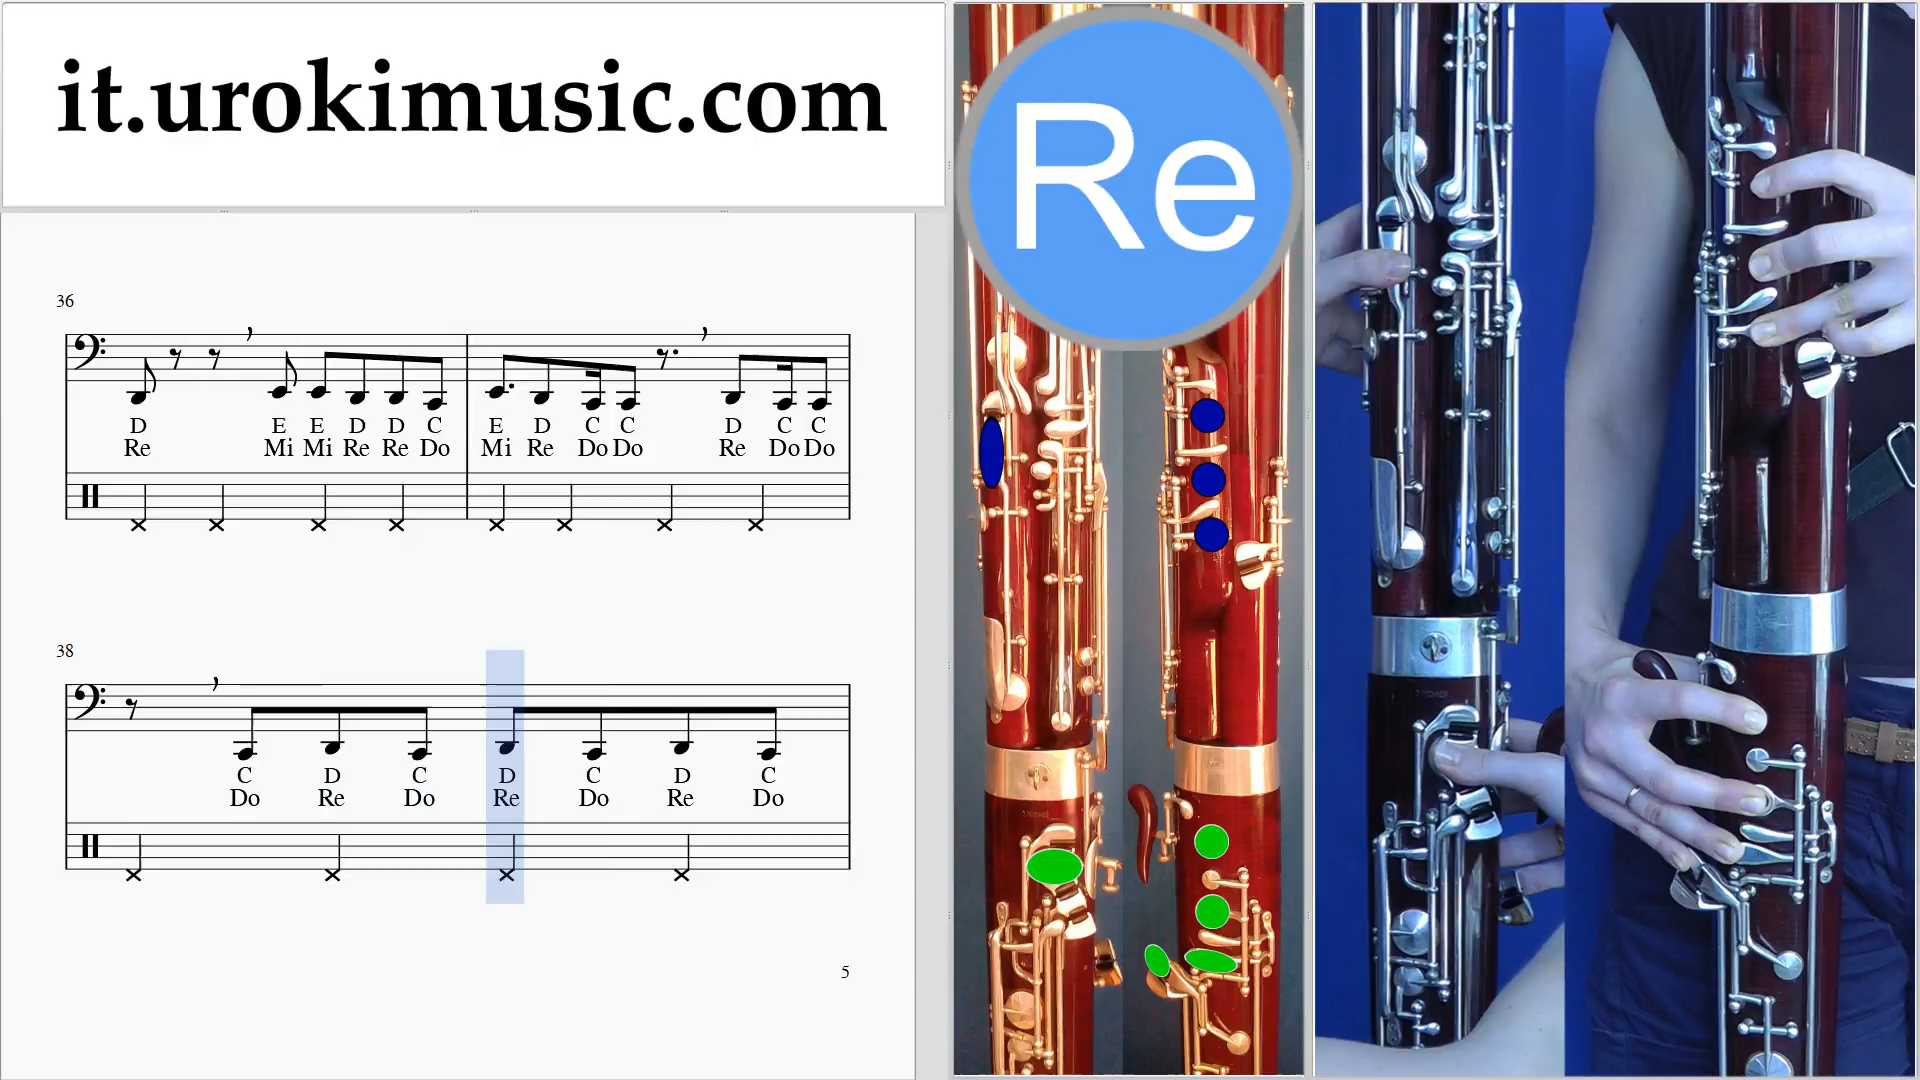 it.urokimusic.com
Re
36
D E E D D C E D C C D C C
Re Mi Mi Re Re Do Mi Re Do Do Re Do Do
38
C D C D C D C
Do Re Do Re Do Re Do
5